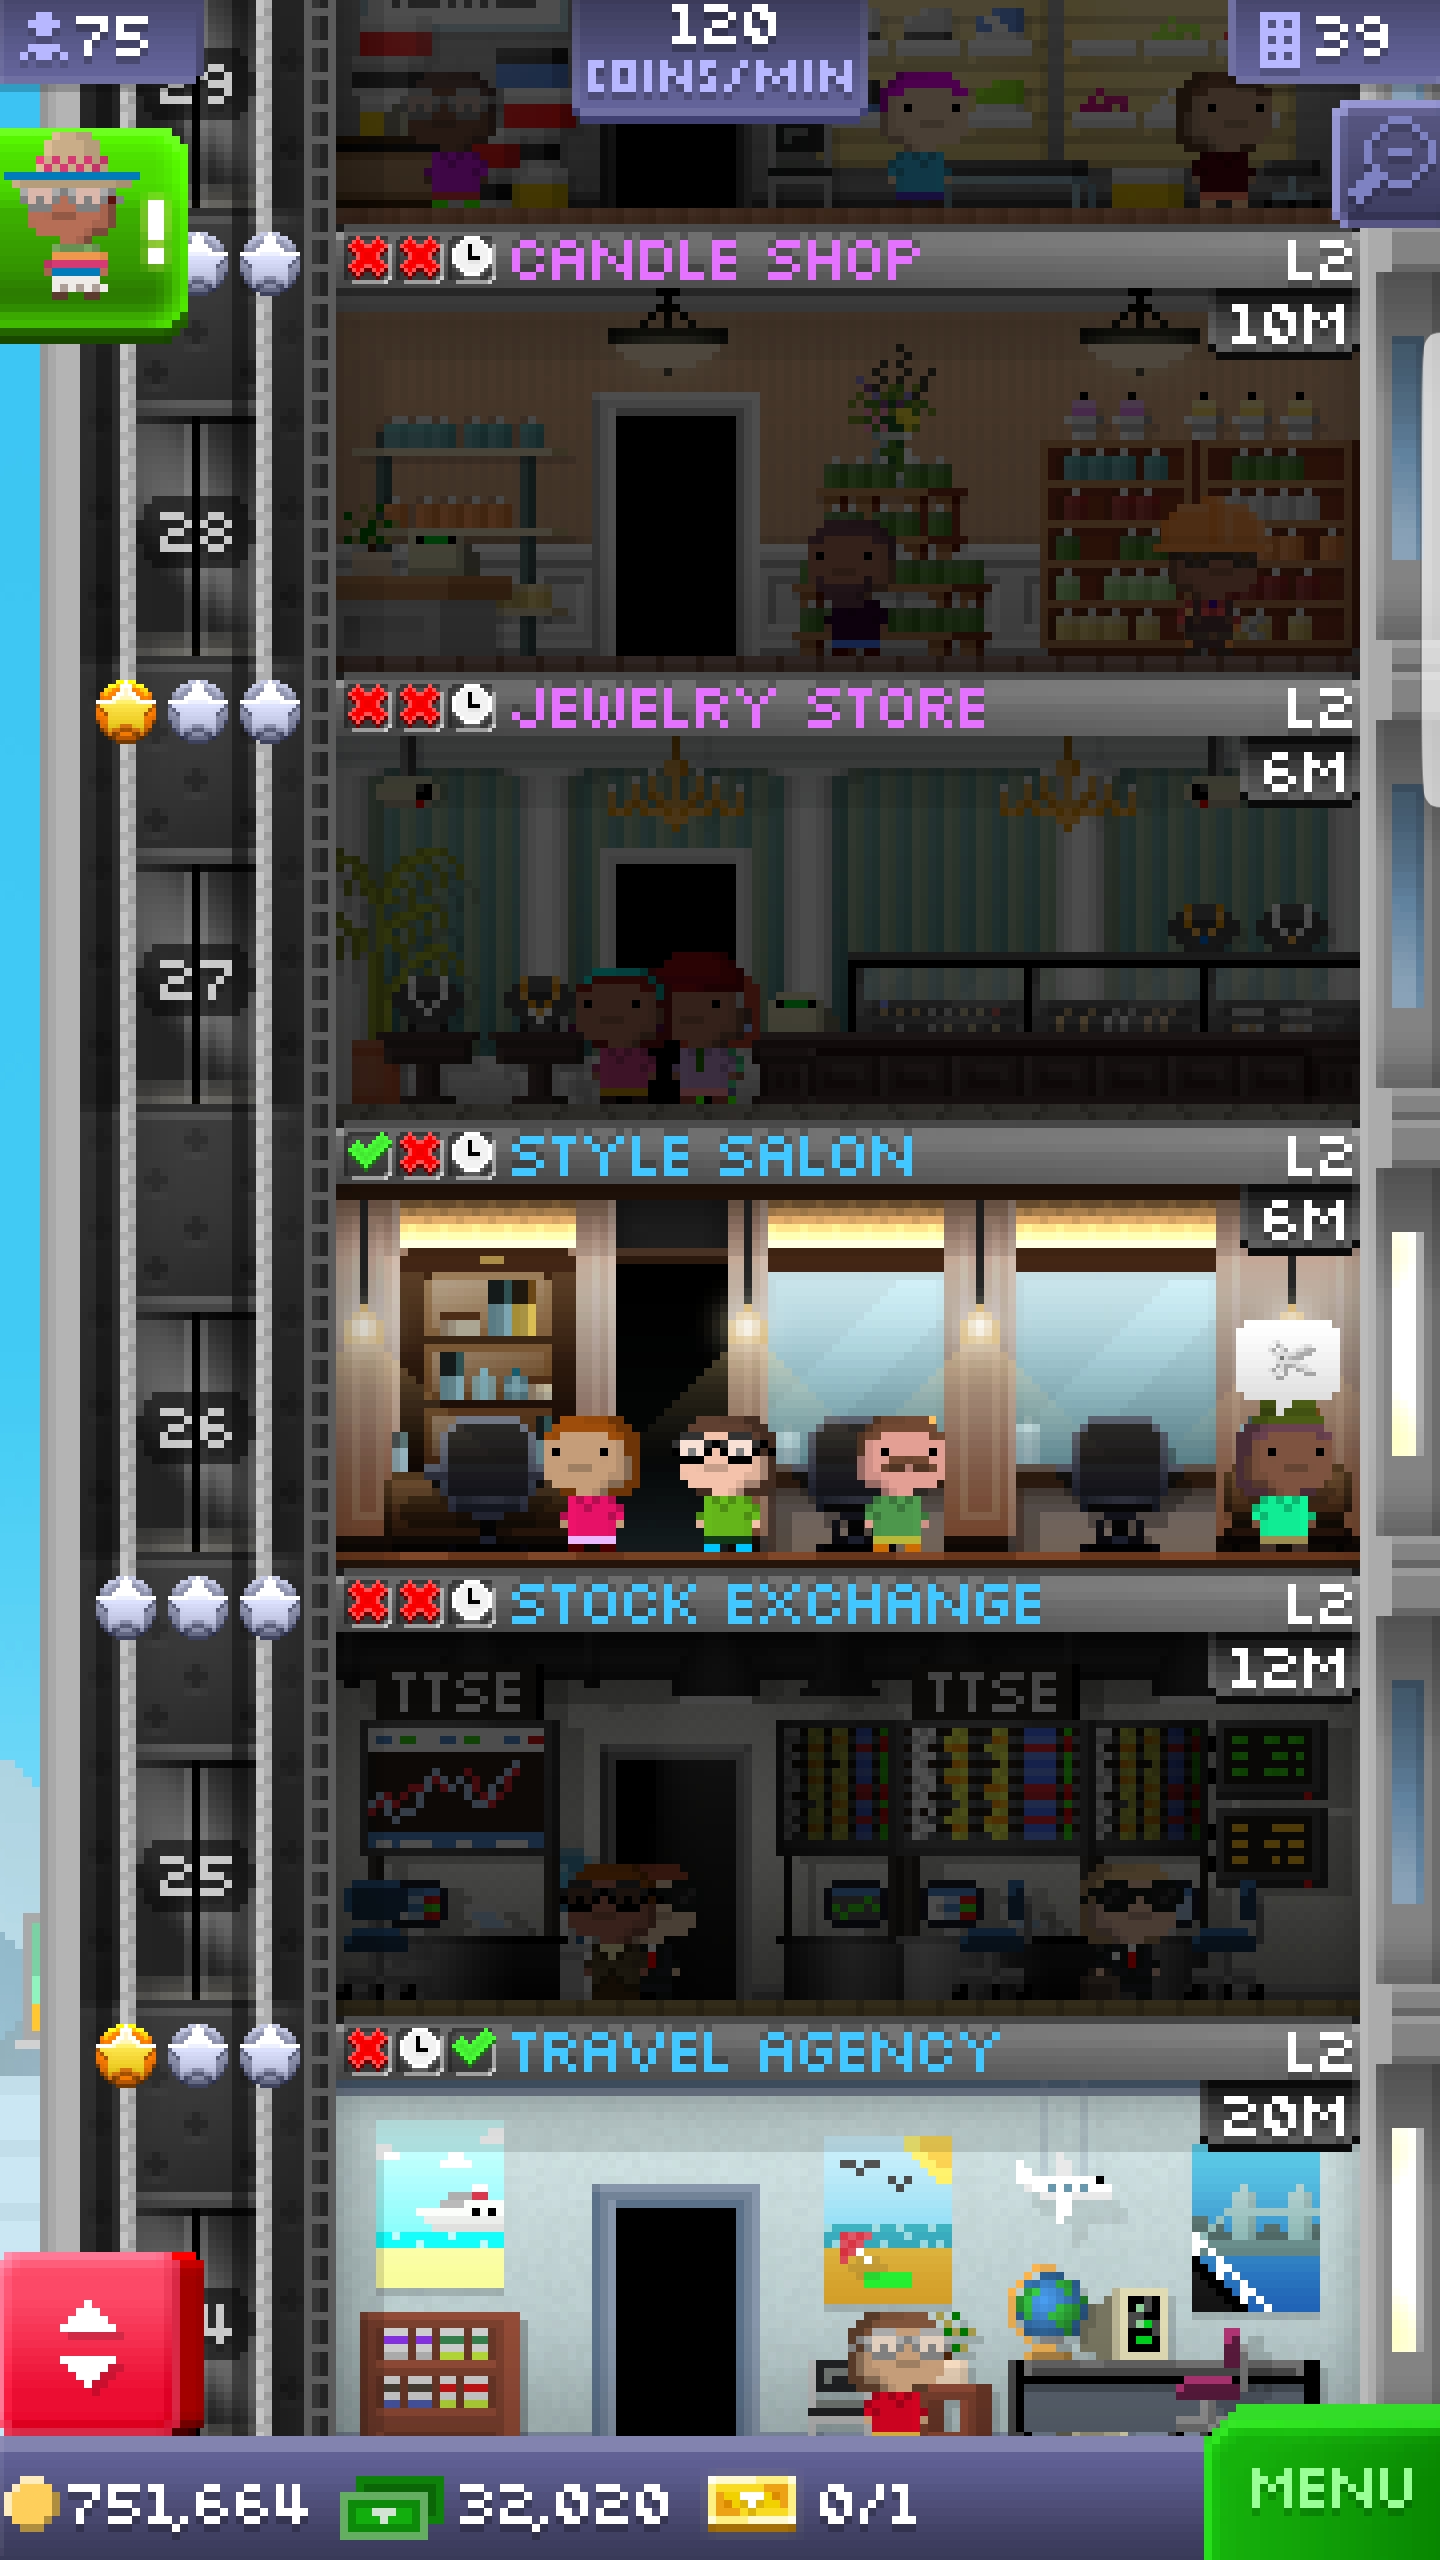 75
120
COINS/MIN
39
29
CANDLE SHOP L2
10M
28
JEWELRY STORE L2
6M
27
STYLE SALON L2
6M
26
STOCK EXCHANGE L2
12M
TTSE TTSE
25
TRAVEL AGENCY L2
20M
4
751,664 32,020 0/1
MENU